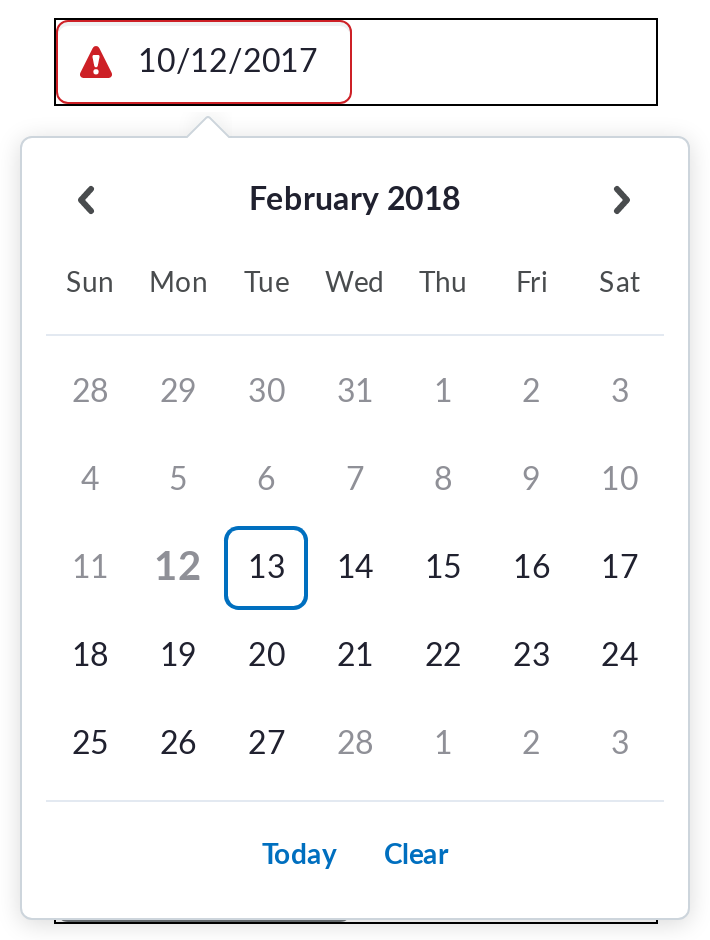 10/12/2017
February 2018
Sun Mon Tue Wed Thu Fri Sat
28 29 30 31 1 2 3
4 5 6 7 8 9 10
11 12 13 14 15 16 17
18 19 20 21 22 23 24
25 26 27 28 1 2 3
Today Clear